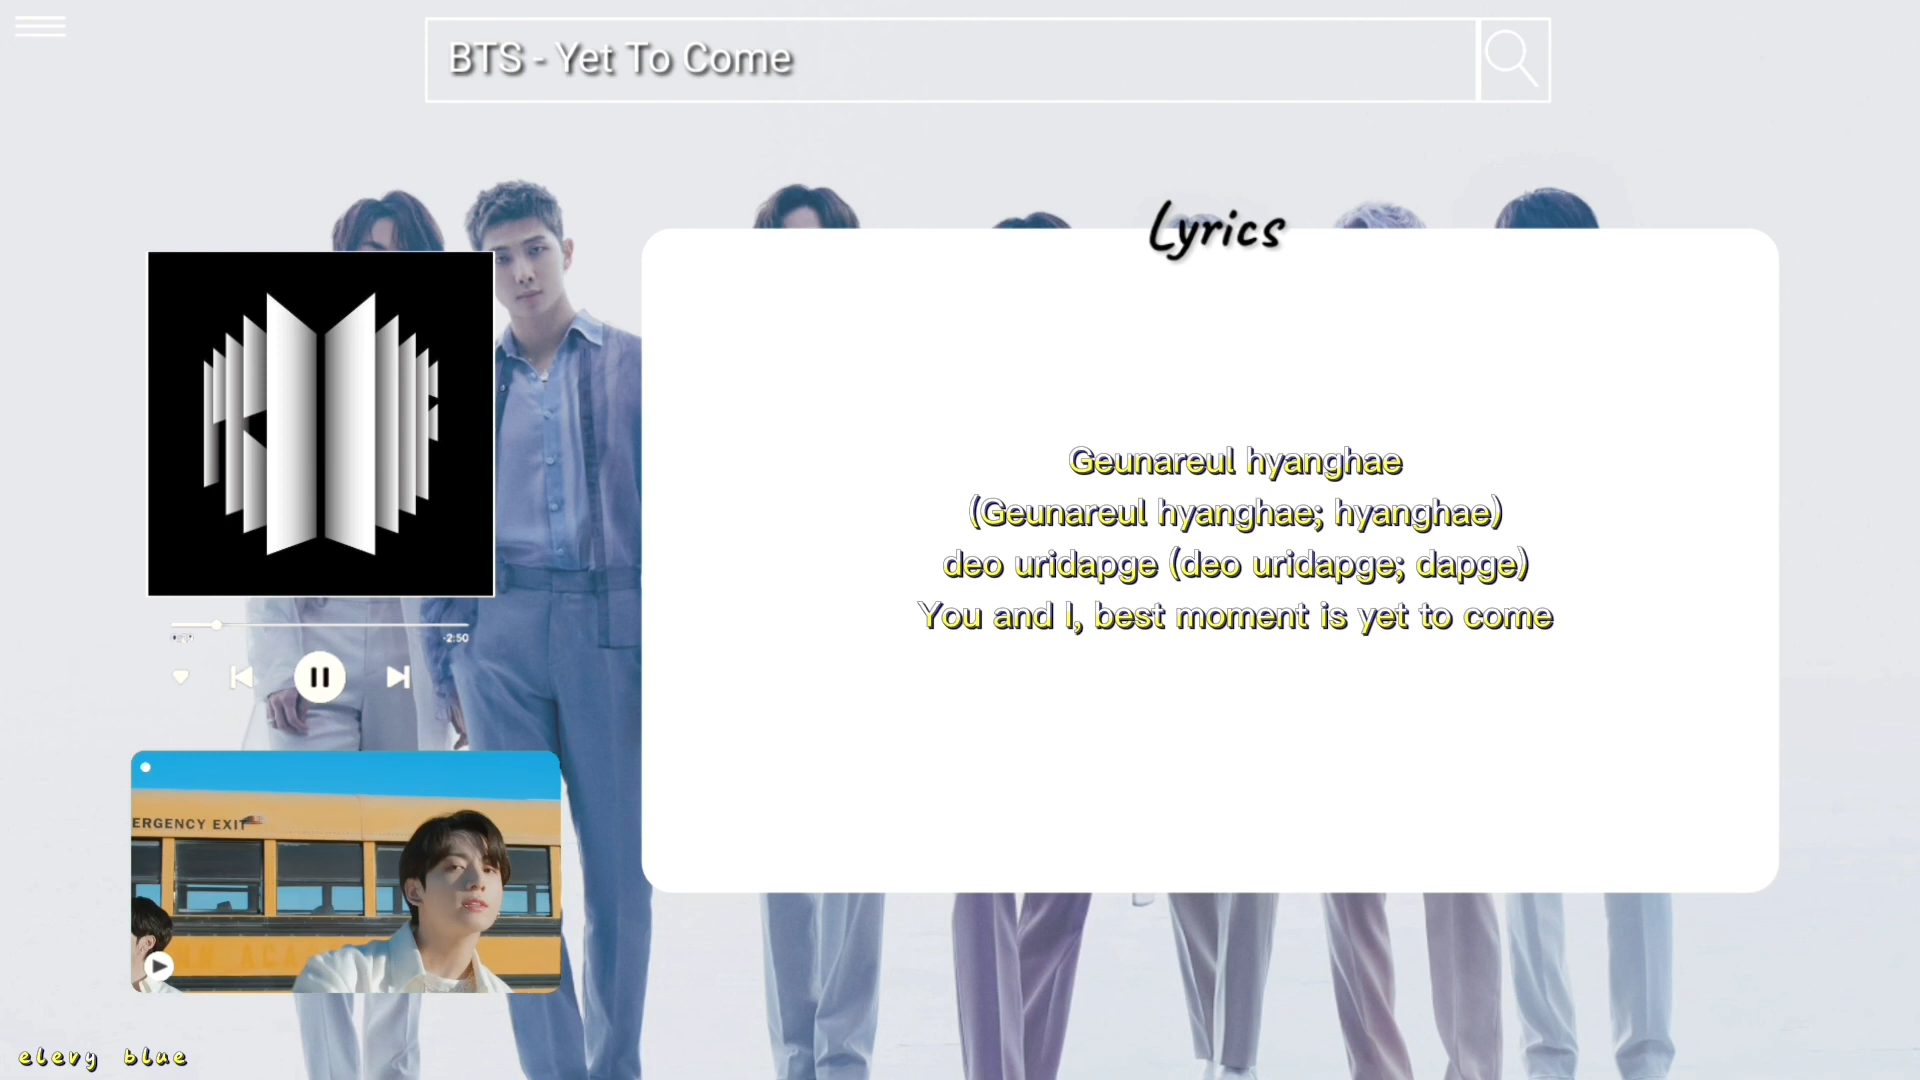 BTS - Yet To Come
Lyrics
Geunareul hyanghae
(Geunareul hyanghae; hyanghae)
deo uridapge (deo uridapge; dapge)
You and I, best moment is yet to come
-2:50
ERGENCY EXIT
elevy blue